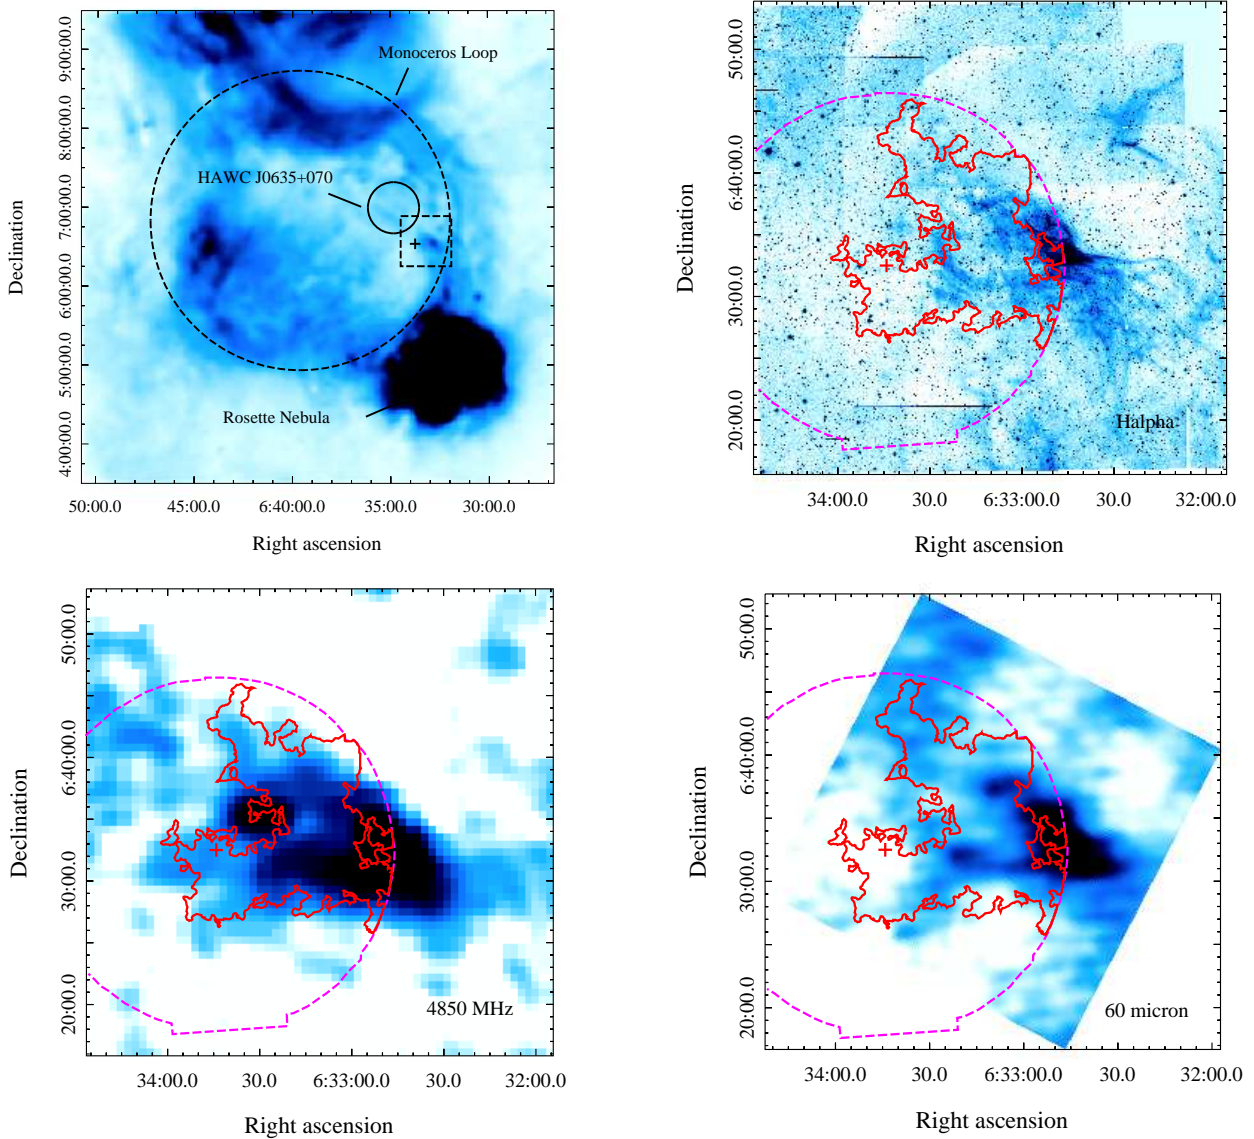 Declination
9:00:00.0
8:00:00.0
7:00:00.0
6:00:00.0
5:00:00.0
4:00:00.0
Monoceros Loop
HAWC J0635+070
Rosette Nebula
50:00.0 45:00.0 6:40:00.0 35:00.0 30:00.0
Right ascension
Declination
50:00.0
6:40:00.0
30:00.0
20:00.0
Halpha
34:00.0 30.0 6:33:00.0 30.0 32:00.0
Right ascension
Declination
50:00.0
6:40:00.0
30:00.0
20:00.0
4850 MHz
34:00.0 30.0 6:33:00.0 30.0 32:00.0
Right ascension
Declination
50:00.0
6:40:00.0
30:00.0
20:00.0
60 micron
34:00.0 30.0 6:33:00.0 30.0 32:00.0
Right ascension